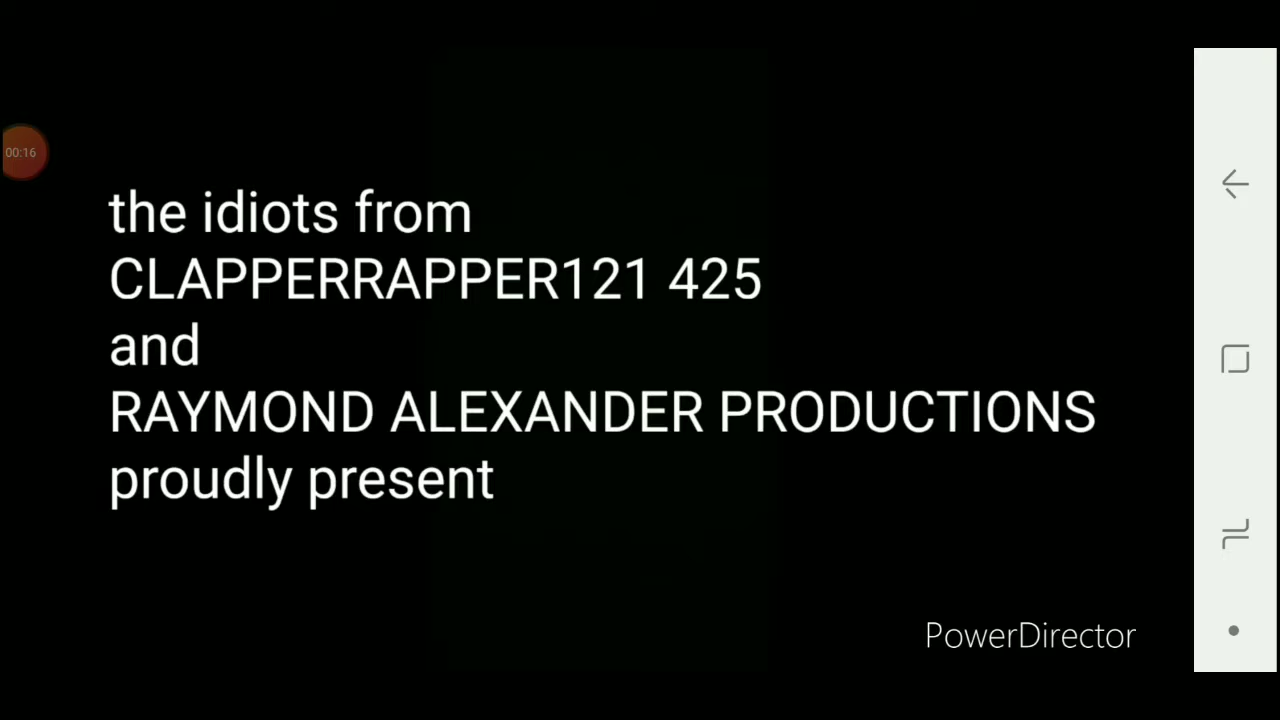 00:16
the idiots from
CLAPPERRAPPER121 425
and
RAYMOND ALEXANDER PRODUCTIONS
proudly present
PowerDirector